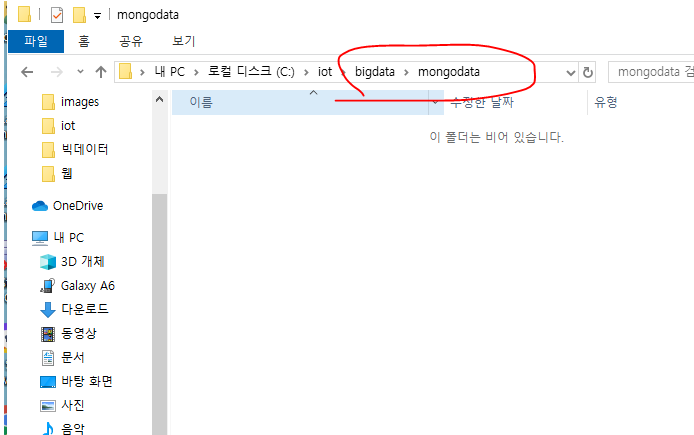 mongodata
파일 홈 공유 보기
내 PC › 로컬 디스크 (C:) › iot › bigdata › mongodata
mongodata 검
이름 수정한 날짜 유형
이 폴더는 비어 있습니다.
images
iot
빅데이터
웹
OneDrive
내 PC
3D 개체
Galaxy A6
다운로드
동영상
문서
바탕 화면
사진
음악